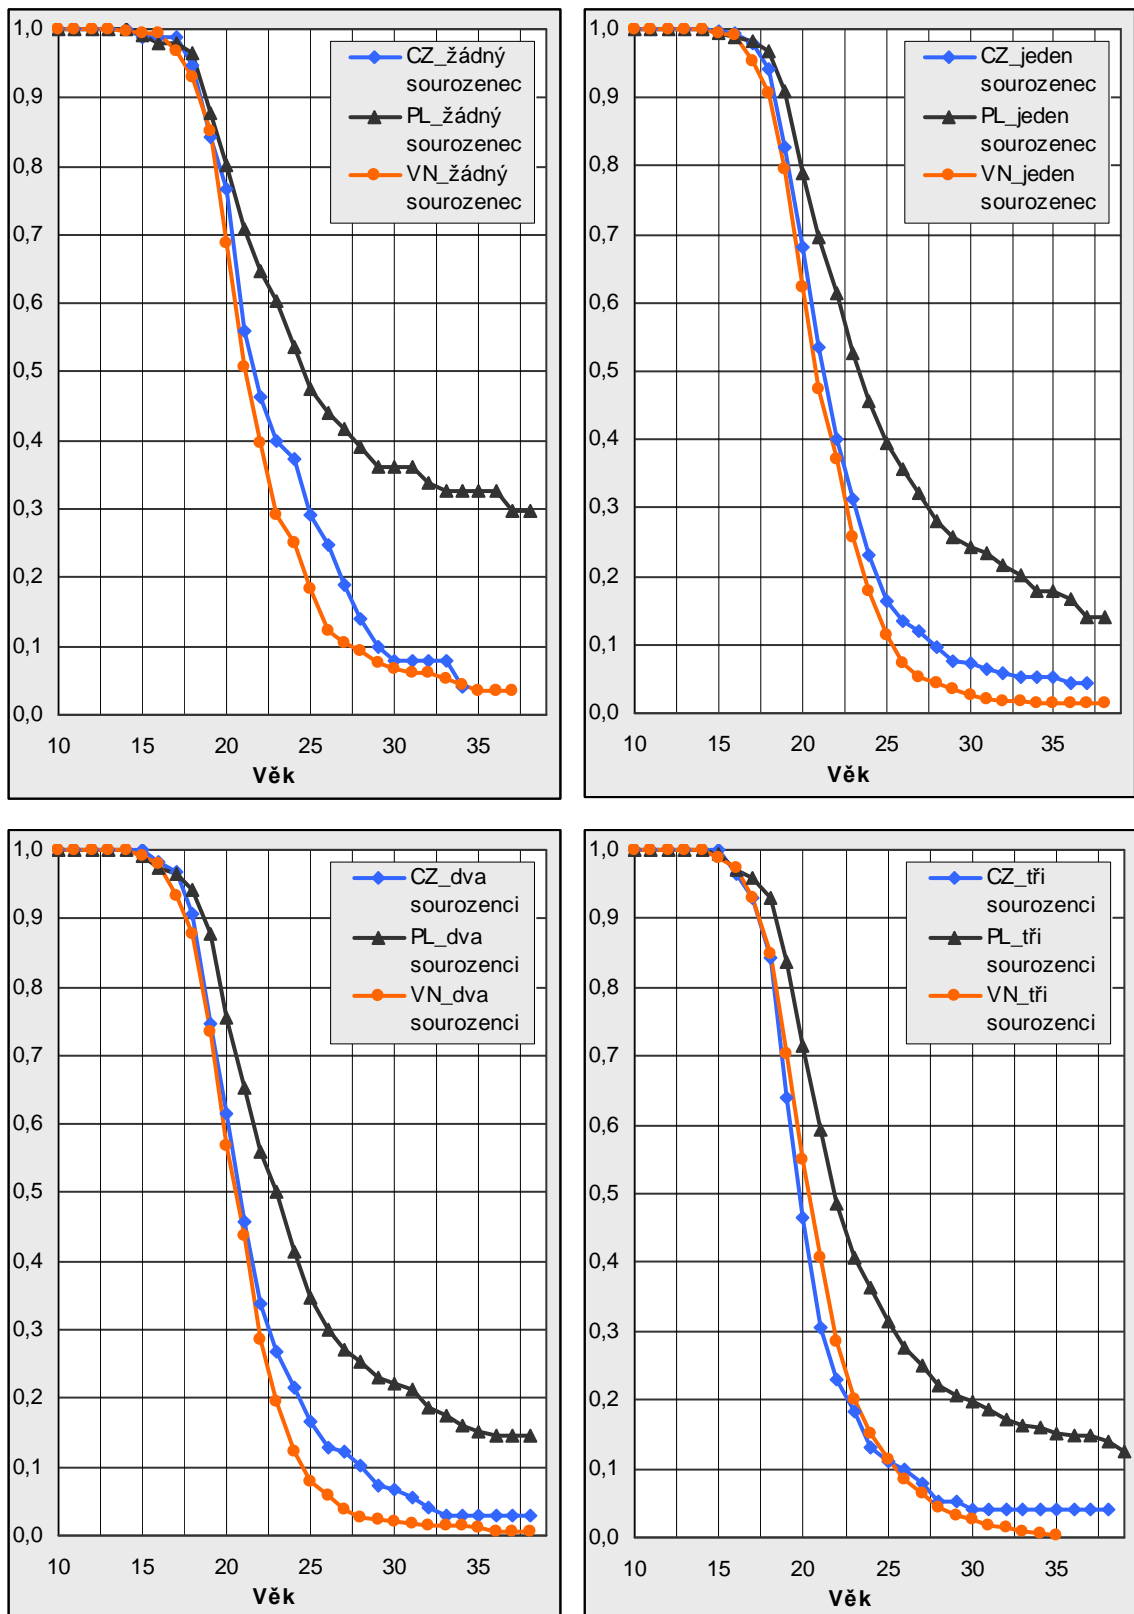 1,0
0,9
0,8
0,7
0,6
0,5
0,4
0,3
0,2
0,1
0,0
CZ_žádný
sourozenec
PL_žádný
sourozenec
VN_žádný
sourozenec
10 15 20 25 30 35
Věk
1,0
0,9
0,8
0,7
0,6
0,5
0,4
0,3
0,2
0,1
0,0
CZ_jeden
sourozenec
PL_jeden
sourozenec
VN_jeden
sourozenec
10 15 20 25 30 35
Věk
1,0
0,9
0,8
0,7
0,6
0,5
0,4
0,3
0,2
0,1
0,0
CZ_dva
sourozenci
PL_dva
sourozenci
VN_dva
sourozenci
10 15 20 25 30 35
Věk
1,0
0,9
0,8
0,7
0,6
0,5
0,4
0,3
0,2
0,1
0,0
CZ_tři
sourozenci
PL_tři
sourozenci
VN_tři
sourozenci
10 15 20 25 30 35
Věk